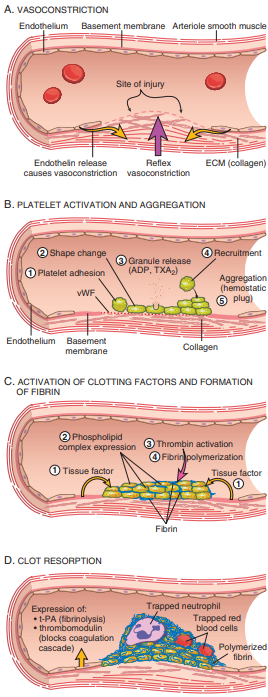 A. VASOCONSTRICTION
Endothelium Basement membrane Arteriole smooth muscle
Site of injury
Endothelin release
causes vasoconstriction
Reflex
vasoconstriction
ECM (collagen)
B. PLATELET ACTIVATION AND AGGREGATION
2 Shape change
1 Platelet adhesion
3 Granule release
(ADP, TXA2)
4 Recruitment
vWF
Aggregation
(hemostatic
plug)
5
Endothelium
Basement
membrane
Collagen
C. ACTIVATION OF CLOTTING FACTORS AND FORMATION
OF FIBRIN
2 Phospholipid
complex expression
3 Thrombin activation
4 Fibrin polymerization
1 Tissue factor
Tissue factor
1
Fibrin
D. CLOT RESORPTION
Expression of:
• t-PA (fibrinolysis)
• thrombomodulin
(blocks coagulation
cascade)
Trapped neutrophil
Trapped red
blood cells
Polymerized
fibrin